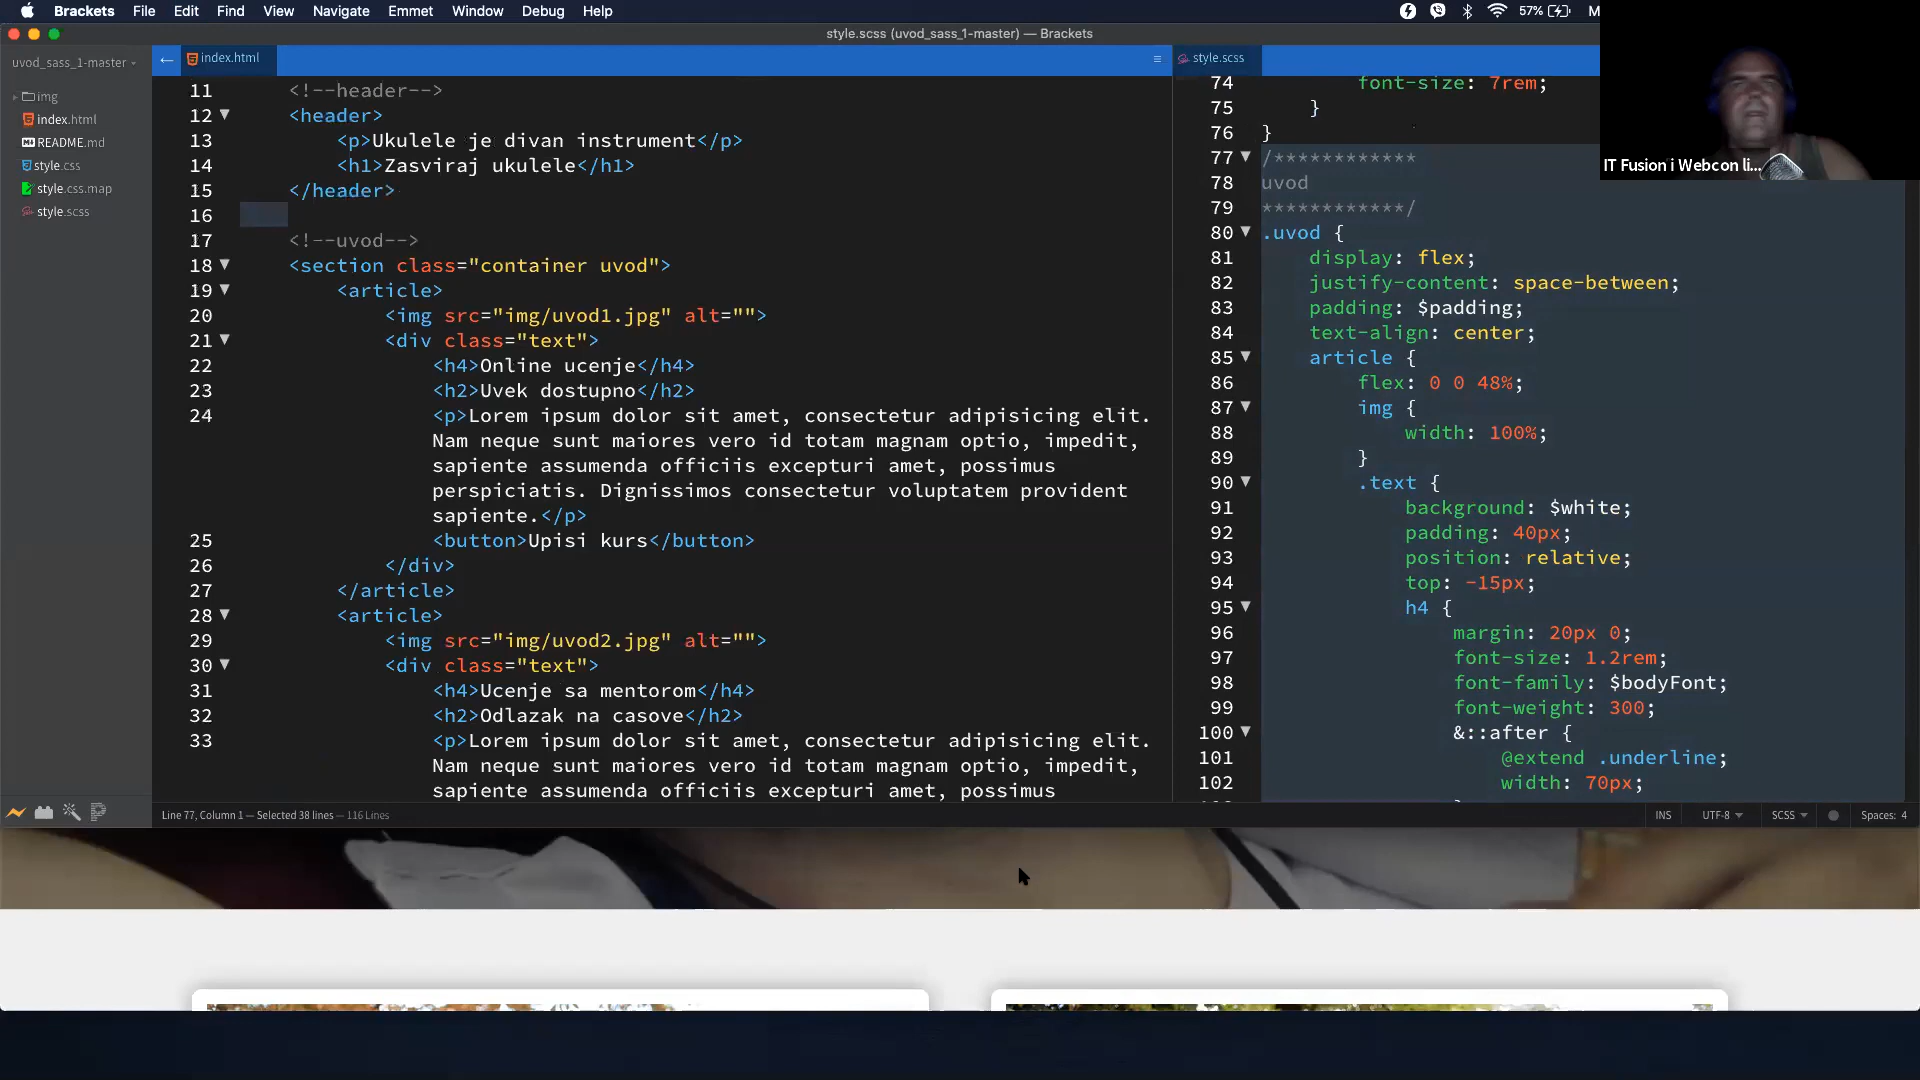 Brackets File Edit Find View Navigate Emmet Window Debug Help
57%
style.scss (uvod_sass_1-master) — Brackets
uvod_sass_1-master
img
index.html
README.md
style.css
style.css.map
style.scss
index.html
11 <!--header-->
12 <header>
13 <p>Ukulele je divan instrument</p>
14 <h1>Zasviraj ukulele</h1>
15 </header>
16
17 <!--uvod-->
18 <section class="container uvod">
19 <article>
20 <img src="img/uvod1.jpg" alt="">
21 <div class="text">
22 <h4>Online ucenje</h4>
23 <h2>Uvek dostupno</h2>
24 <p>Lorem ipsum dolor sit amet, consectetur adipisicing elit.
Nam neque sunt maiores vero id totam magnam optio, impedit,
sapiente assumenda officiis excepturi amet, possimus
perspiciatis. Dignissimos consectetur voluptatem provident
sapiente.</p>
25 <button>Upisi kurs</button>
26 </div>
27 </article>
28 <article>
29 <img src="img/uvod2.jpg" alt="">
30 <div class="text">
31 <h4>Ucenje sa mentorom</h4>
32 <h2>Odlazak na casove</h2>
33 <p>Lorem ipsum dolor sit amet, consectetur adipisicing elit.
Nam neque sunt maiores vero id totam magnam optio, impedit,
sapiente assumenda officiis excepturi amet, possimus
style.scss
74 font-size: 7rem;
75 }
76 }
77 /************
78 uvod
79 ************/
80 .uvod {
81 display: flex;
82 justify-content: space-between;
83 padding: $padding;
84 text-align: center;
85 article {
86 flex: 0 0 48%;
87 img {
88 width: 100%;
89 }
90 .text {
91 background: $white;
92 padding: 40px;
93 position: relative;
94 top: -15px;
95 h4 {
96 margin: 20px 0;
97 font-size: 1.2rem;
98 font-family: $bodyFont;
99 font-weight: 300;
100 &::after {
101 @extend .underline;
102 width: 70px;
IT Fusion i Webcon li...
Line 77, Column 1 — Selected 38 lines — 116 Lines
INS UTF-8 SCSS Spaces: 4